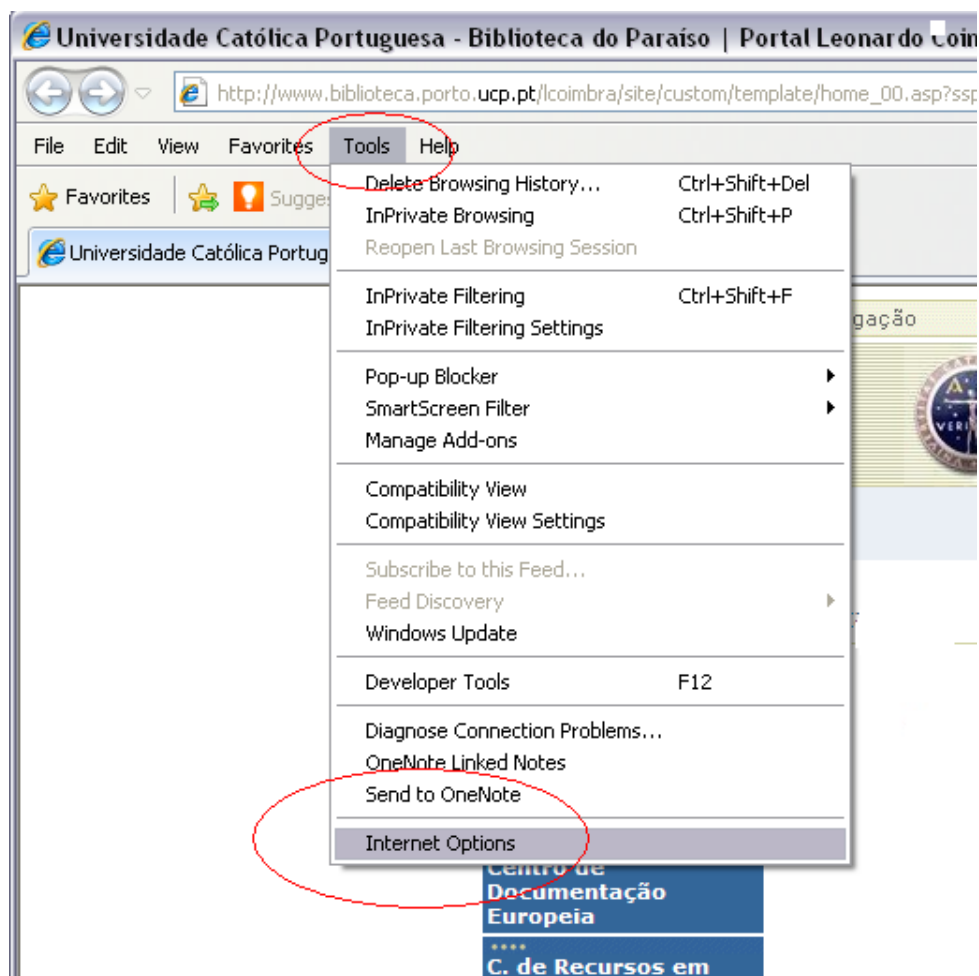 Universidade Católica Portuguesa - Biblioteca do Paraíso | Portal Leonardo Coim
http://www.biblioteca.porto.ucp.pt/lcoimbra/site/custom/template/home_00.asp?ssp
File Edit View Favorites Tools Help
Favorites Sugges
Universidade Católica Portug
Delete Browsing History... Ctrl+Shift+Del
InPrivate Browsing Ctrl+Shift+P
Reopen Last Browsing Session
InPrivate Filtering Ctrl+Shift+F
InPrivate Filtering Settings
gação
Pop-up Blocker
SmartScreen Filter
Manage Add-ons
Compatibility View
Compatibility View Settings
Subscribe to this Feed...
Feed Discovery
Windows Update
Developer Tools F12
Diagnose Connection Problems...
OneNote Linked Notes
Send to OneNote
Internet Options
Centro de
Documentação
Europeia
C. de Recursos em